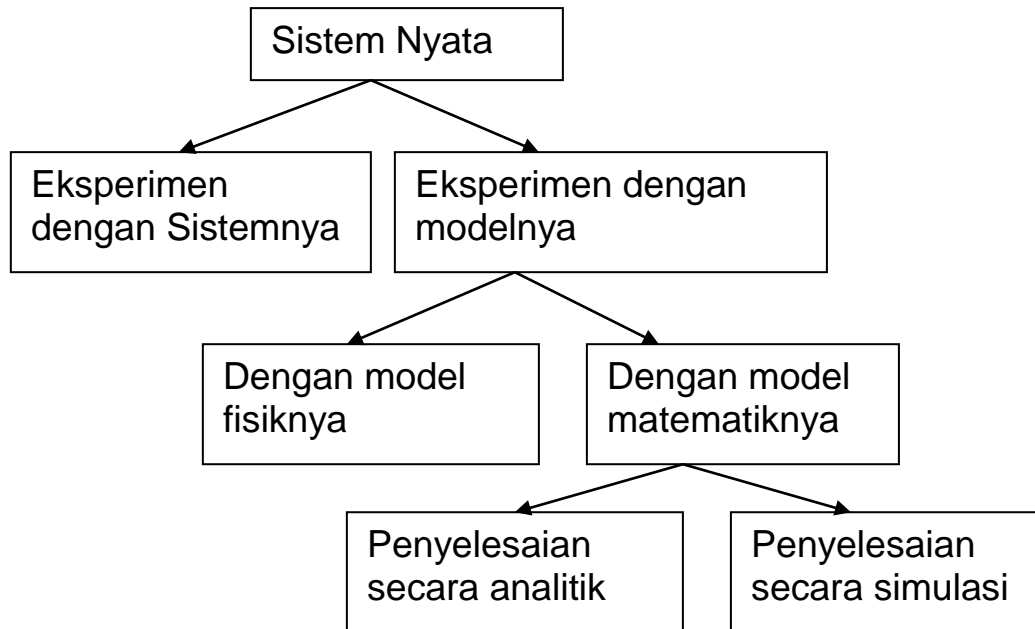 Sistem Nyata
Eksperimen
dengan Sistemnya
Eksperimen dengan
modelnya
Dengan model
fisiknya
Dengan model
matematiknya
Penyelesaian
secara analitik
Penyelesaian
secara simulasi